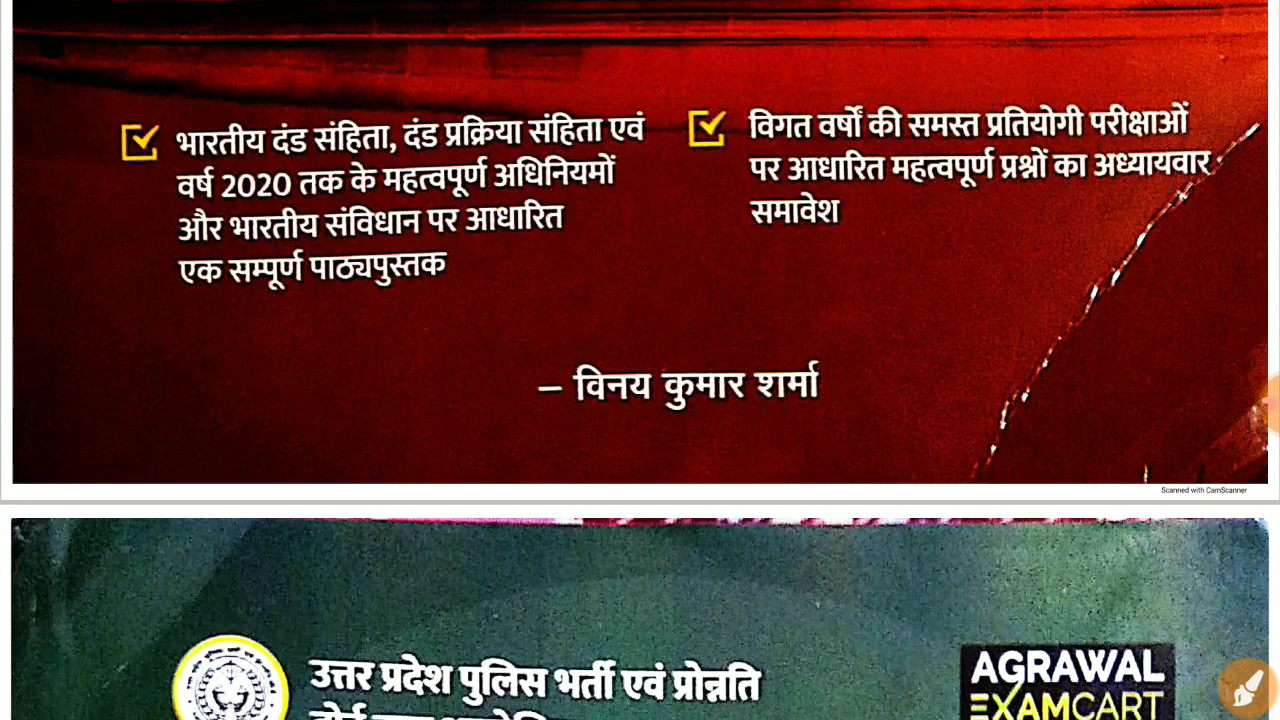 भारतीय दंड संहिता, दंड प्रक्रिया संहिता एवं
वर्ष 2020 तक के महत्वपूर्ण अधिनियमों
और भारतीय संविधान पर आधारित
एक सम्पूर्ण पाठ्यपुस्तक
विगत वर्षों की समस्त प्रतियोगी परीक्षाओं
पर आधारित महत्वपूर्ण प्रश्नों का अध्यायवार
समावेश
– विनय कुमार शर्मा
Scanned with CamScanner
उत्तर प्रदेश पुलिस भर्ती एवं प्रोन्नति
AGRAWAL
EXAMCART